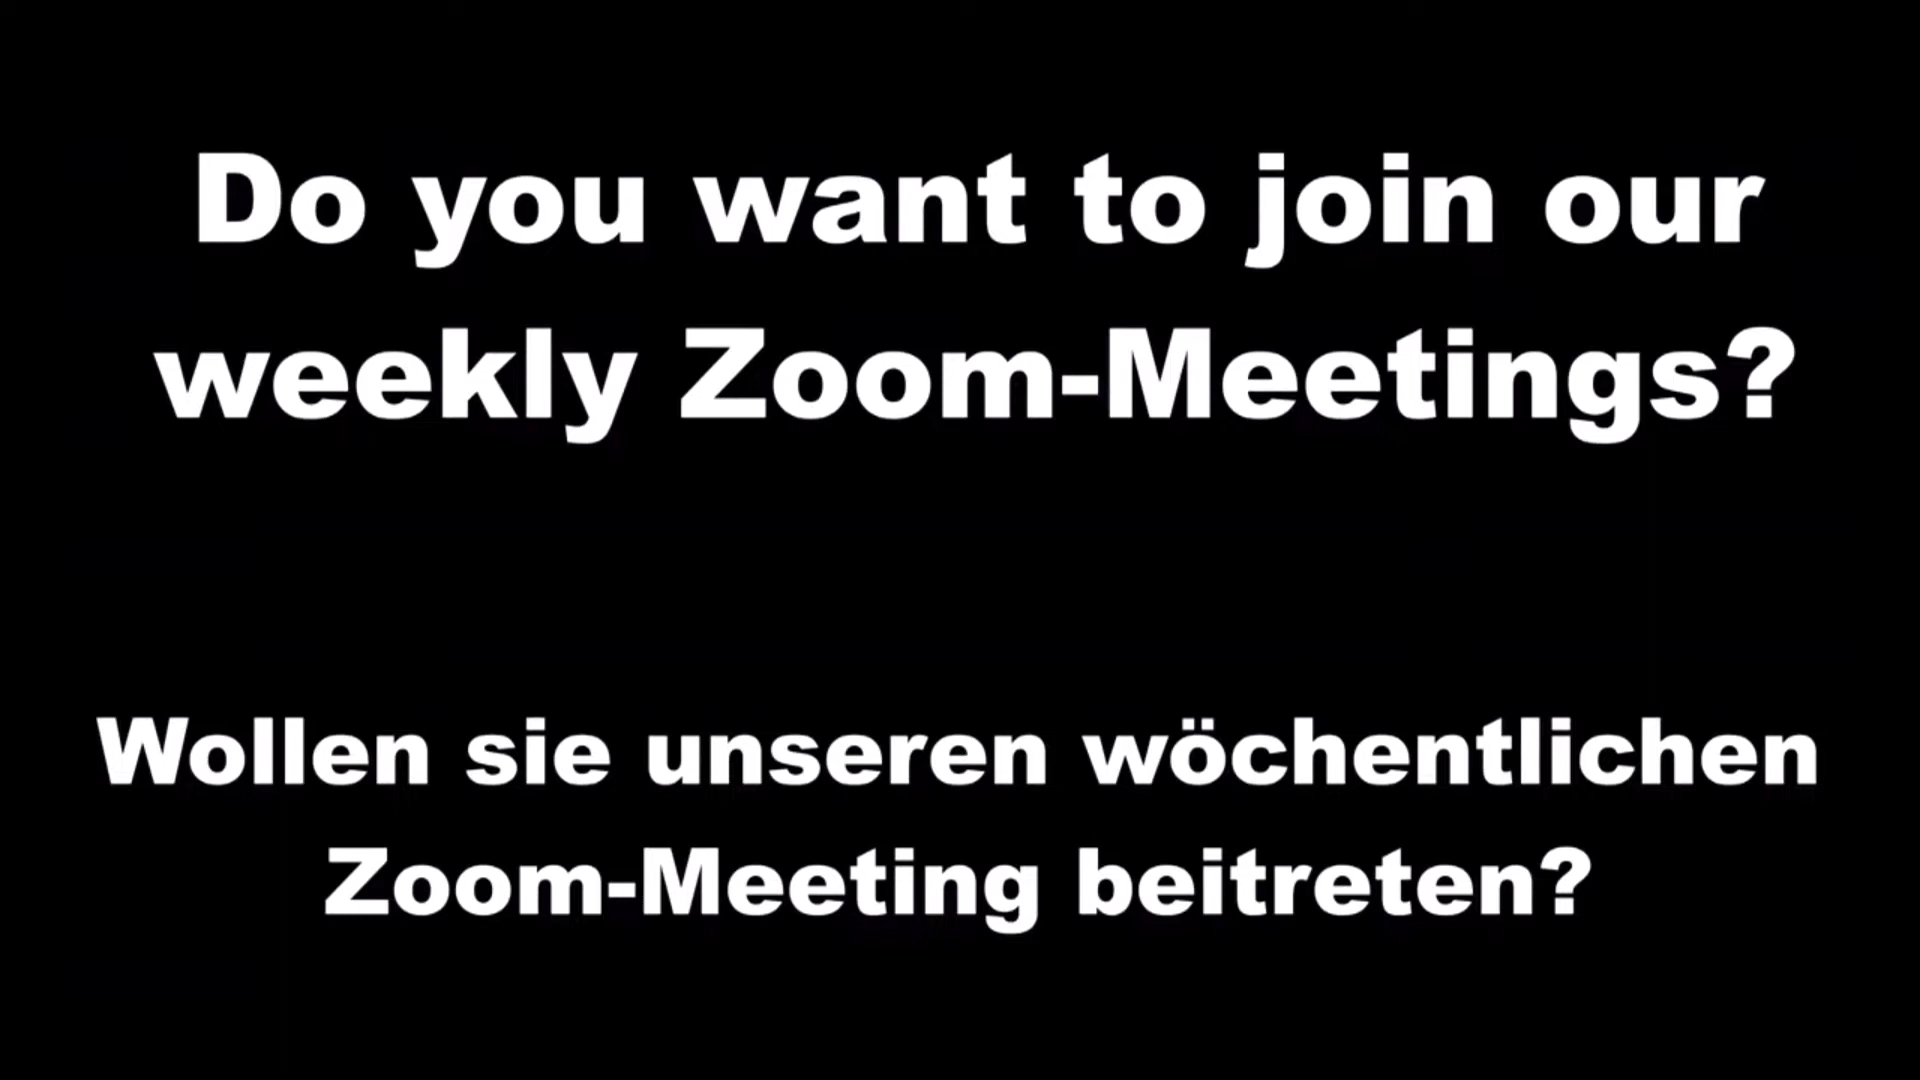 Do you want to join our
weekly Zoom-Meetings?
Wollen sie unseren wöchentlichen
Zoom-Meeting beitreten?